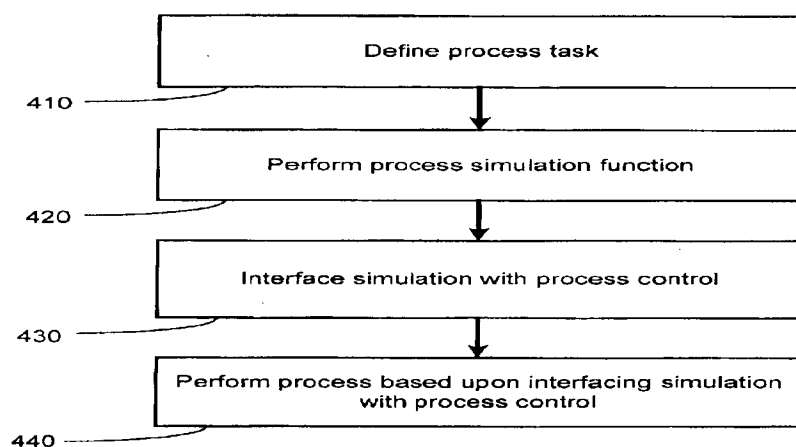 Define process task
410
Perform process simulation function
420
Interface simulation with process control
430
Perform process based upon interfacing simulation
with process control
440